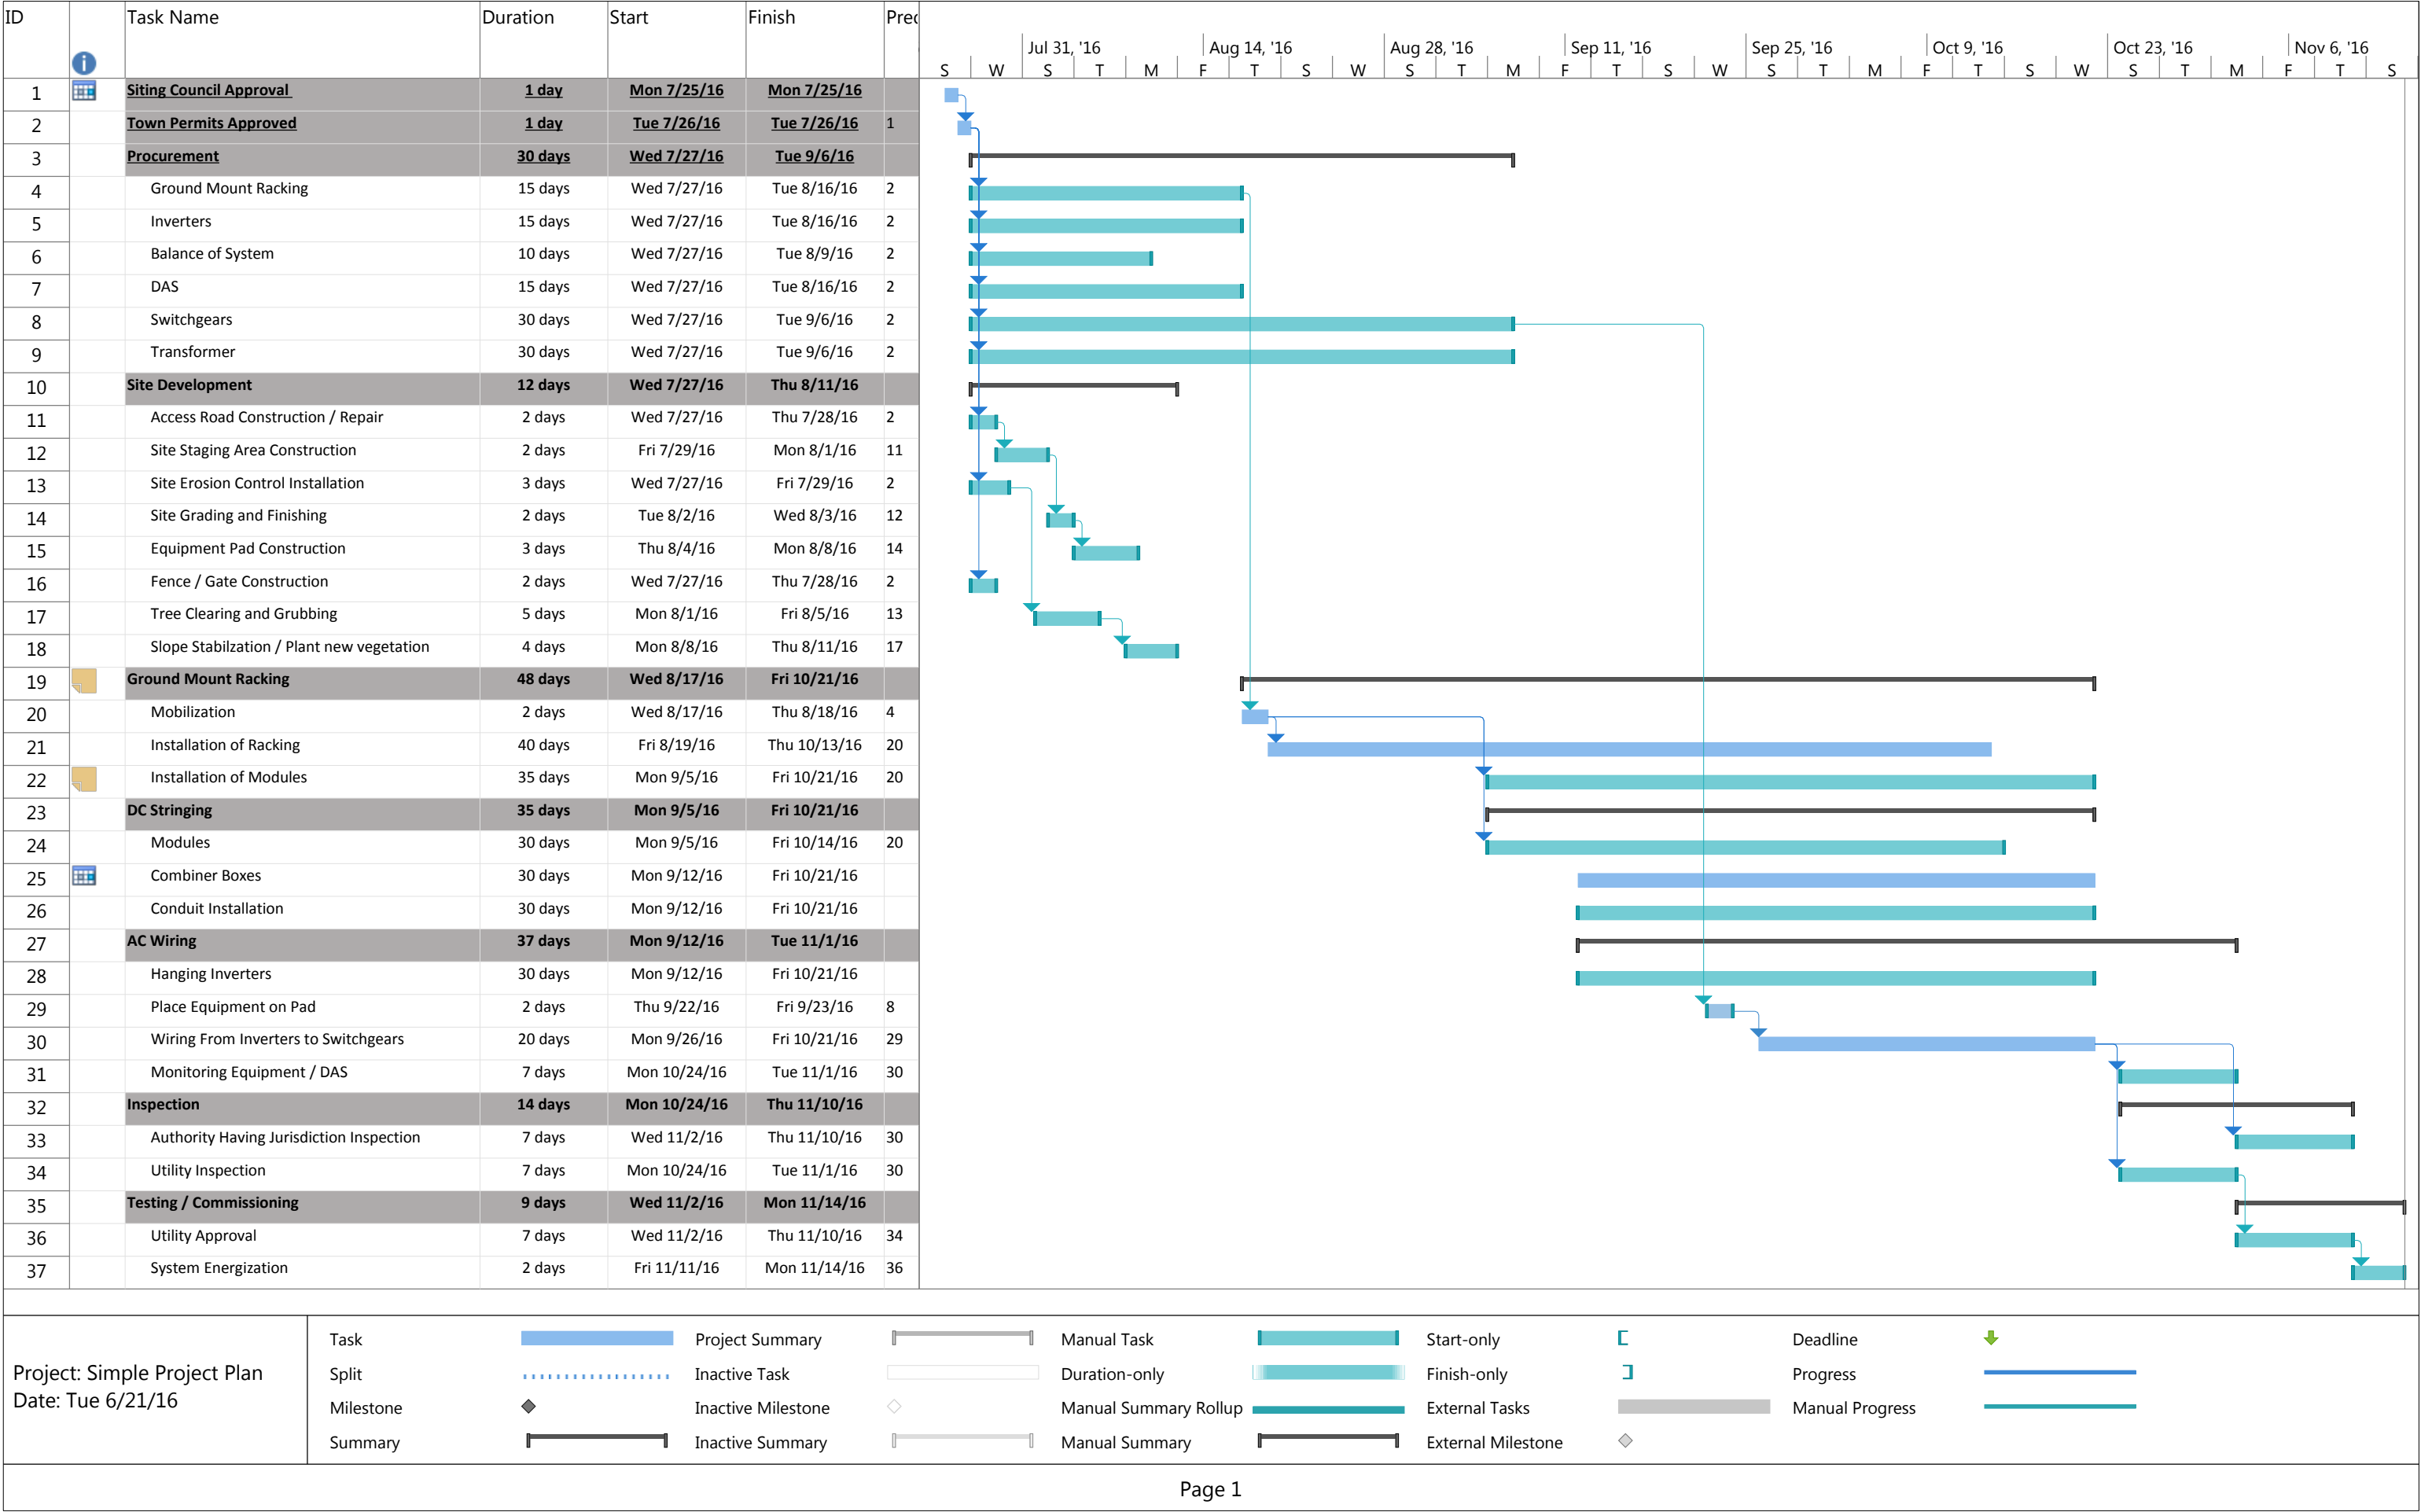 ID Task Name Duration Start Finish Pred
Jul 31, '16 Aug 14, '16 Aug 28, '16 Sep 11, '16 Sep 25, '16 Oct 9, '16 Oct 23, '16 Nov 6, '16
S W S T M F T S W S T M F T S W S T M F T S W S T M F T S
1 Siting Council Approval 1 day Mon 7/25/16 Mon 7/25/16
2 Town Permits Approved 1 day Tue 7/26/16 Tue 7/26/16 1
3 Procurement 30 days Wed 7/27/16 Tue 9/6/16
4 Ground Mount Racking 15 days Wed 7/27/16 Tue 8/16/16 2
5 Inverters 15 days Wed 7/27/16 Tue 8/16/16 2
6 Balance of System 10 days Wed 7/27/16 Tue 8/9/16 2
7 DAS 15 days Wed 7/27/16 Tue 8/16/16 2
8 Switchgears 30 days Wed 7/27/16 Tue 9/6/16 2
9 Transformer 30 days Wed 7/27/16 Tue 9/6/16 2
10 Site Development 12 days Wed 7/27/16 Thu 8/11/16
11 Access Road Construction / Repair 2 days Wed 7/27/16 Thu 7/28/16 2
12 Site Staging Area Construction 2 days Fri 7/29/16 Mon 8/1/16 11
13 Site Erosion Control Installation 3 days Wed 7/27/16 Fri 7/29/16 2
14 Site Grading and Finishing 2 days Tue 8/2/16 Wed 8/3/16 12
15 Equipment Pad Construction 3 days Thu 8/4/16 Mon 8/8/16 14
16 Fence / Gate Construction 2 days Wed 7/27/16 Thu 7/28/16 2
17 Tree Clearing and Grubbing 5 days Mon 8/1/16 Fri 8/5/16 13
18 Slope Stabilzation / Plant new vegetation 4 days Mon 8/8/16 Thu 8/11/16 17
19 Ground Mount Racking 48 days Wed 8/17/16 Fri 10/21/16
20 Mobilization 2 days Wed 8/17/16 Thu 8/18/16 4
21 Installation of Racking 40 days Fri 8/19/16 Thu 10/13/16 20
22 Installation of Modules 35 days Mon 9/5/16 Fri 10/21/16 20
23 DC Stringing 35 days Mon 9/5/16 Fri 10/21/16
24 Modules 30 days Mon 9/5/16 Fri 10/14/16 20
25 Combiner Boxes 30 days Mon 9/12/16 Fri 10/21/16
26 Conduit Installation 30 days Mon 9/12/16 Fri 10/21/16
27 AC Wiring 37 days Mon 9/12/16 Tue 11/1/16
28 Hanging Inverters 30 days Mon 9/12/16 Fri 10/21/16
29 Place Equipment on Pad 2 days Thu 9/22/16 Fri 9/23/16 8
30 Wiring From Inverters to Switchgears 20 days Mon 9/26/16 Fri 10/21/16 29
31 Monitoring Equipment / DAS 7 days Mon 10/24/16 Tue 11/1/16 30
32 Inspection 14 days Mon 10/24/16 Thu 11/10/16
33 Authority Having Jurisdiction Inspection 7 days Wed 11/2/16 Thu 11/10/16 30
34 Utility Inspection 7 days Mon 10/24/16 Tue 11/1/16 30
35 Testing / Commissioning 9 days Wed 11/2/16 Mon 11/14/16
36 Utility Approval 7 days Wed 11/2/16 Thu 11/10/16 34
37 System Energization 2 days Fri 11/11/16 Mon 11/14/16 36
Project: Simple Project Plan
Date: Tue 6/21/16
Task Project Summary Manual Task Start-only Deadline
Split Inactive Task Duration-only Finish-only Progress
Milestone Inactive Milestone Manual Summary Rollup External Tasks Manual Progress
Summary Inactive Summary Manual Summary External Milestone
Page 1